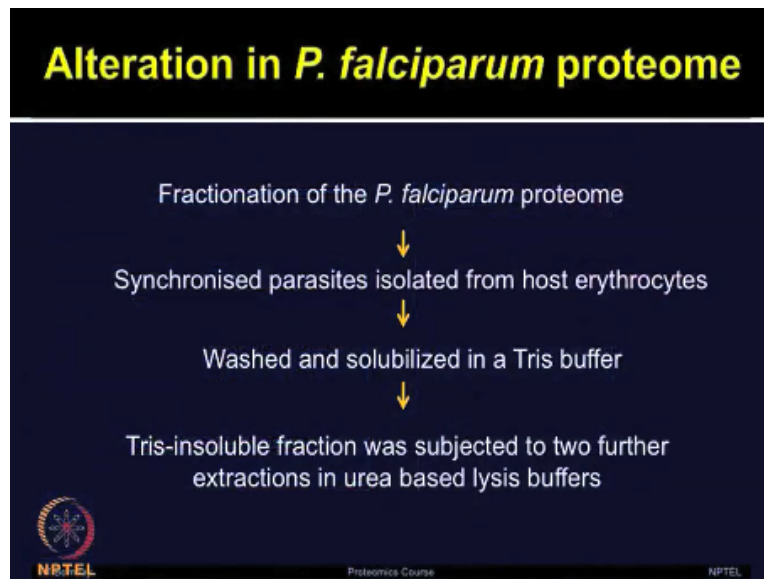 Alteration in P. falciparum proteome
Fractionation of the P. falciparum proteome
Synchronised parasites isolated from host erythrocytes
Washed and solubilized in a Tris buffer
Tris-insoluble fraction was subjected to two further
extractions in urea based lysis buffers
NPTEL
Proteomics Course
NPTEL